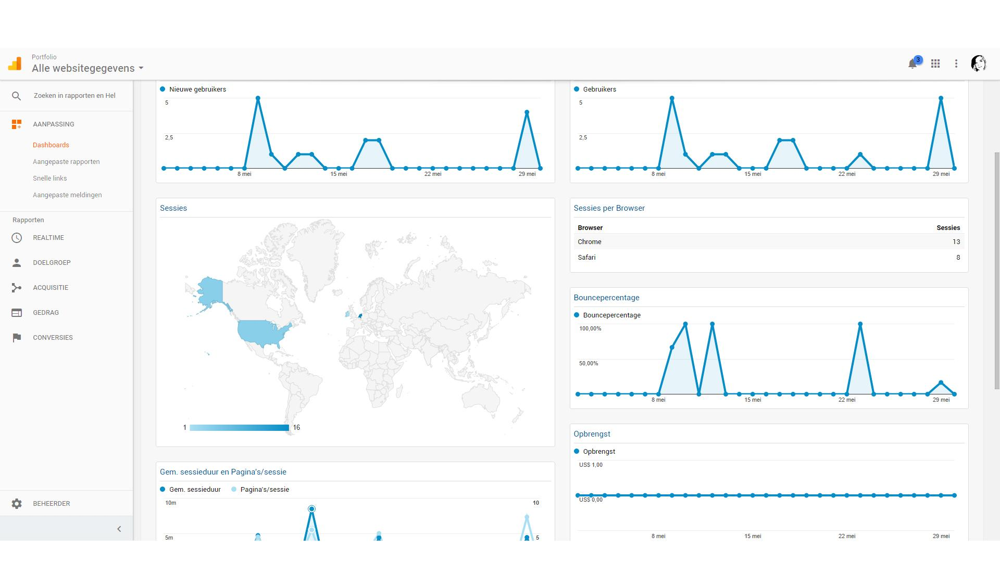 Portfolio
Alle websitegegevens
3
Zoeken in rapporten en Hel
AANPASSING
Dashboards
Aangepaste rapporten
Snelle links
Aangepaste meldingen
Rapporten
REALTIME
DOELGROEP
ACQUISITIE
GEDRAG
CONVERSIES
BEHEERDER
Nieuwe gebruikers
5
2,5
8 mei 15 mei 22 mei 29 mei
Gebruikers
5
2,5
8 mei 15 mei 22 mei 29 mei
Sessies
1 16
Sessies per Browser
Browser Sessies
Chrome 13
Safari 8
Bouncepercentage
Bouncepercentage
100,00%
50,00%
8 mei 15 mei 22 mei 29 mei
Gem. sessieduur en Pagina's/sessie
Gem. sessieduur Pagina's/sessie
10m 10
5m 5
Opbrengst
Opbrengst
US$ 1,00
US$ 0,00
8 mei 15 mei 22 mei 29 mei